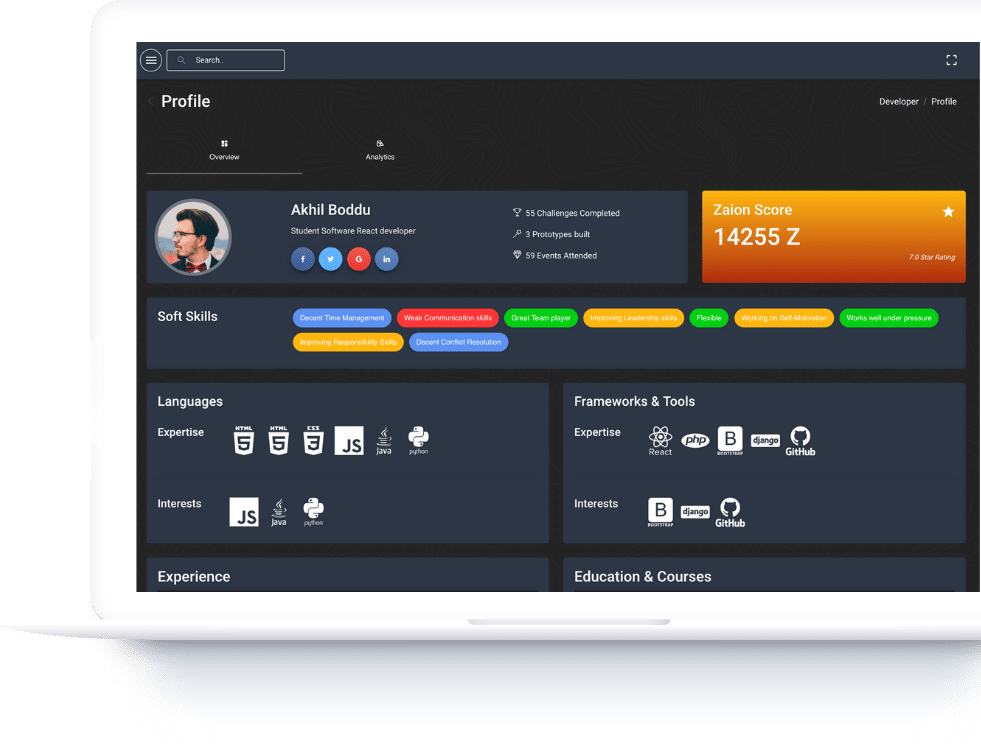 Search..
Profile
Developer / Profile
Overview
Analytics
Akhil Boddu
Student Software React developer
f
G
in
55 Challenges Completed
3 Prototypes built
59 Events Attended
Zaion Score
14255 Z
7.0 Star Rating
Soft Skills
Decent Time Management Weak Communication skills Great Team player Improving Leadership skills Flexible Working on Self-Motivation Works well under pressure
Improving Responsibility Skills Decent Conflict Resolution
Languages
Expertise
HTML 5 HTML 5 CSS 3 JS Java python
Interests
JS Java python
Frameworks & Tools
Expertise
React php B BOOTSTRAP django GitHub
Interests
B BOOTSTRAP django GitHub
Experience
Education & Courses